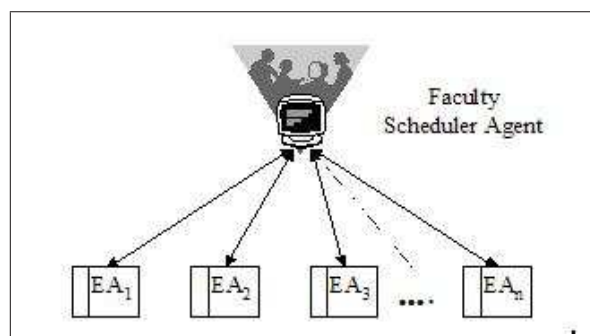 Faculty
Scheduler Agent
EA₁ EA₂ EA₃ .... EAₙ